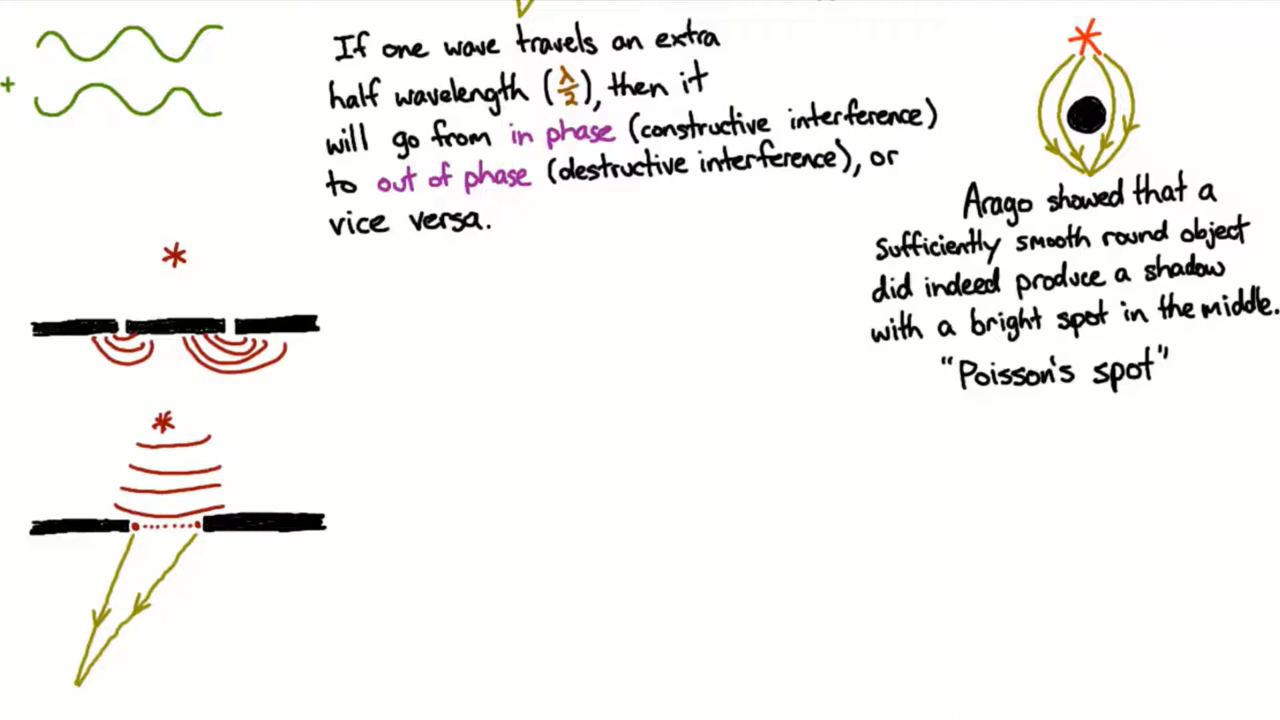 +
If one wave travels an extra
half wavelength (λ/2), then it
will go from in phase (constructive interference)
to out of phase (destructive interference), or
vice versa.
Arago showed that a
sufficiently smooth round object
did indeed produce a shadow
with a bright spot in the middle.
"Poisson's spot"